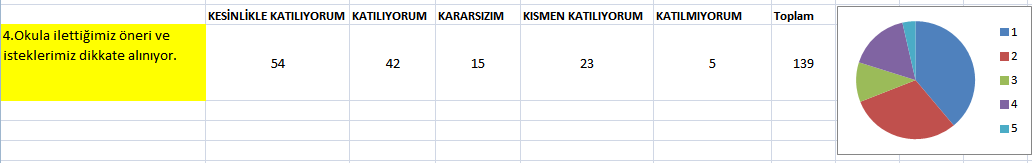 KESİNLİKLE KATILIYORUM KATILIYORUM KARARSIZIM KISMEN KATILIYORUM KATILMIYORUM Toplam
4.Okula ilettiğimiz öneri ve
isteklerimiz dikkate alınıyor.
54 42 15 23 5 139
1
2
3
4
5